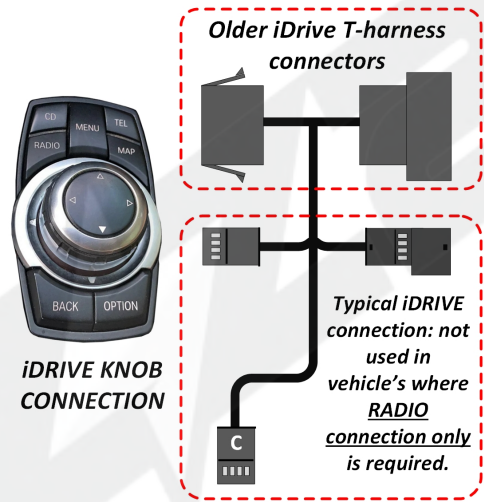 Older iDrive T-harness
connectors
CD
MENU
TEL
RADIO
MAP
BACK
OPTION
iDRIVE KNOB
CONNECTION
Typical iDRIVE
connection: not
used in
vehicle's where
RADIO
connection only
is required.
C